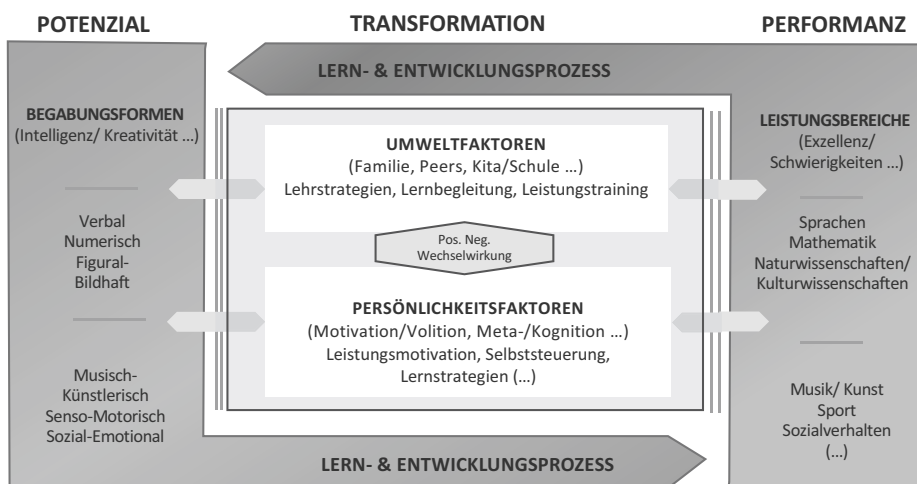 POTENZIAL
TRANSFORMATION
PERFORMANZ
LERN- & ENTWICKLUNGSPROZESS
BEGABUNGSFORMEN
(Intelligenz/ Kreativität ...)
Verbal
Numerisch
Figural-
Bildhaft
Musisch-
Künstlerisch
Senso-Motorisch
Sozial-Emotional
UMWELTFAKTOREN
(Familie, Peers, Kita/Schule ...)
Lehrstrategien, Lernbegleitung, Leistungstraining
Pos. Neg.
Wechselwirkung
PERSÖNLICHKEITSFAKTOREN
(Motivation/Volition, Meta-/Kognition ...)
Leistungsmotivation, Selbststeuerung,
Lernstrategien (...)
LEISTUNGSBEREICHE
(Exzellenz/
Schwierigkeiten ...)
Sprachen
Mathematik
Naturwissenschaften/
Kulturwissenschaften
Musik/ Kunst
Sport
Sozialverhalten
(...)
LERN- & ENTWICKLUNGSPROZESS